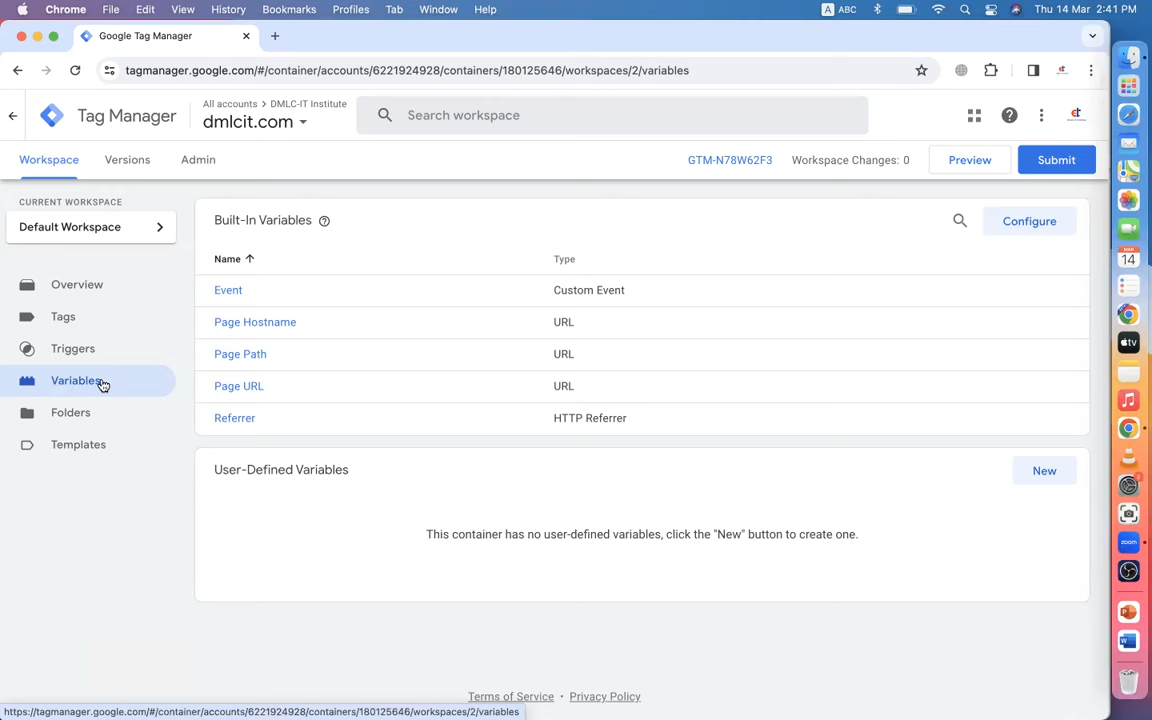 Chrome File Edit View History Bookmarks Profiles Tab Window Help A ABC Thu 14 Mar 2:41 PM
Google Tag Manager
tagmanager.google.com/#/container/accounts/6221924928/containers/180125646/workspaces/2/variables
Tag Manager
All accounts > DMLC-IT Institute
dmlcit.com
Search workspace
Workspace Versions Admin GTM-N78W62F3 Workspace Changes: 0 Preview Submit
CURRENT WORKSPACE
Default Workspace
Overview
Tags
Triggers
Variables
Folders
Templates
Built-In Variables Configure
Name Type
Event Custom Event
Page Hostname URL
Page Path URL
Page URL URL
Referrer HTTP Referrer
User-Defined Variables New
This container has no user-defined variables, click the "New" button to create one.
Terms of Service • Privacy Policy
https://tagmanager.google.com/#/container/accounts/6221924928/containers/180125646/workspaces/2/variables
MAR
14
tv
zoom